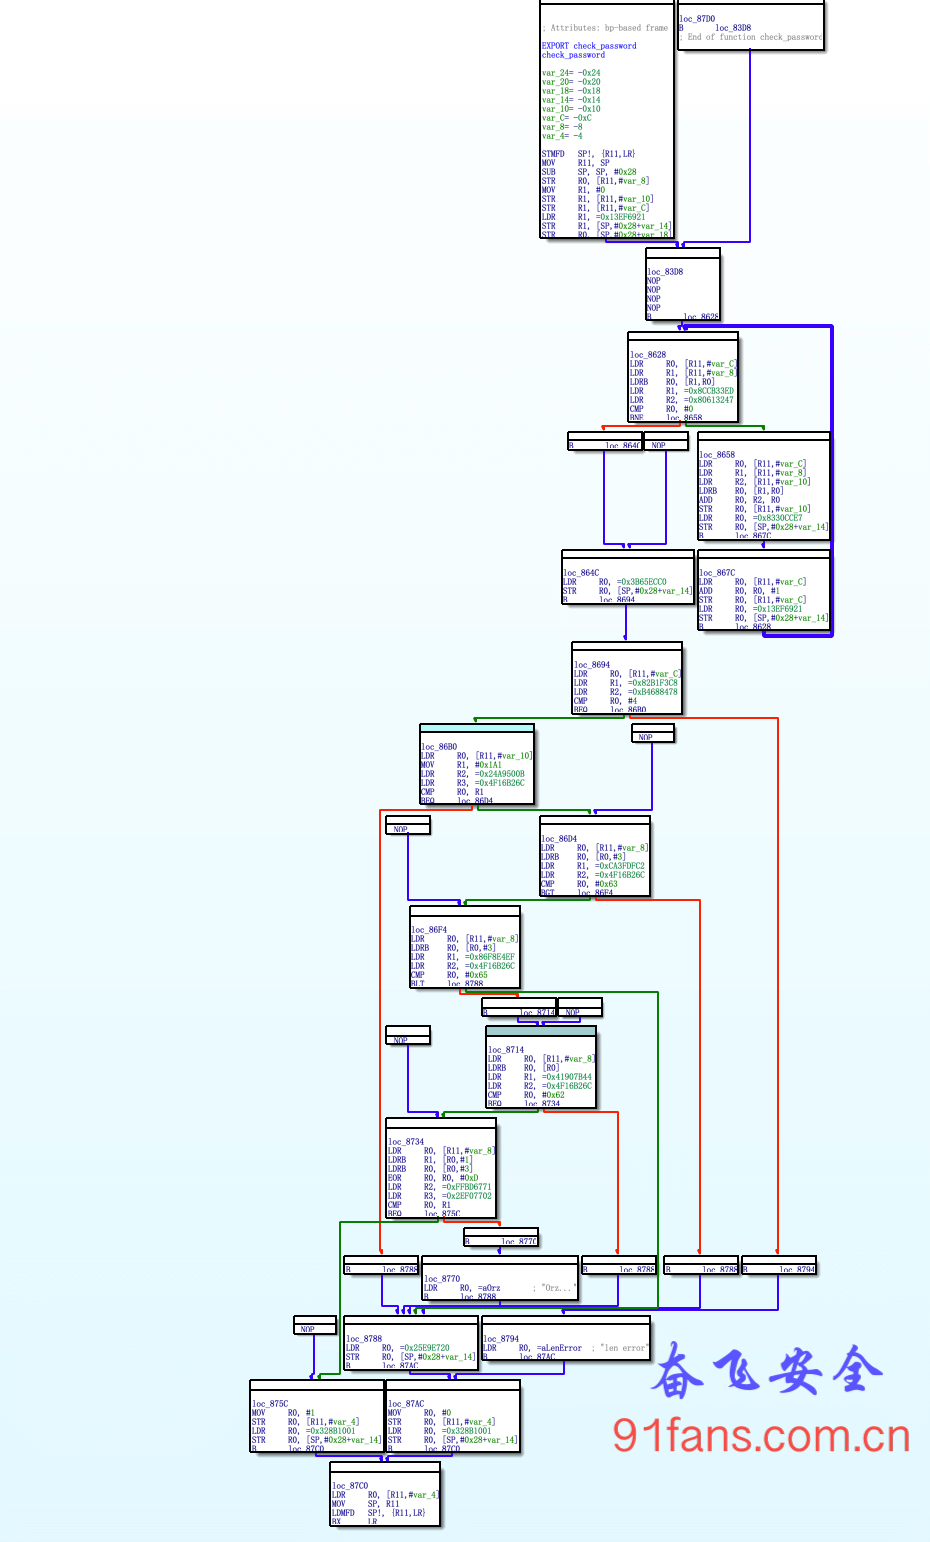 ; Attributes: bp-based frame
EXPORT check_password
check_password
var_24= -0x24
var_20= -0x20
var_18= -0x18
var_14= -0x14
var_10= -0x10
var_C= -0xC
var_8= -8
var_4= -4
STMFD SP!, {R11,LR}
MOV R11, SP
SUB SP, SP, #0x28
STR R0, [R11,#var_8]
MOV R1, #0
STR R1, [R11,#var_10]
STR R1, [R11,#var_C]
LDR R1, =0x13EF6921
STR R1, [SP,#0x28+var_14]
STR R0, [SP,#0x28+var_18]
loc_87D0
B loc_83D8
; End of function check_password
loc_83D8
NOP
NOP
NOP
NOP
B loc_8628
loc_8628
LDR R0, [R11,#var_C]
LDR R1, [R11,#var_8]
LDRB R0, [R1,R0]
LDR R1, =0x8CCB33ED
LDR R2, =0x80613247
CMP R0, #0
BNE loc_8658
B loc_864C
NOP
loc_8658
LDR R0, [R11,#var_C]
LDR R1, [R11,#var_8]
LDR R2, [R11,#var_10]
LDRB R0, [R1,R0]
ADD R0, R2, R0
STR R0, [R11,#var_10]
LDR R0, =0x8330CCE7
STR R0, [SP,#0x28+var_14]
B loc_867C
loc_864C
LDR R0, =0x3B65ECC0
STR R0, [SP,#0x28+var_14]
B loc_8694
loc_867C
LDR R0, [R11,#var_C]
ADD R0, R0, #1
STR R0, [R11,#var_C]
LDR R0, =0x13EF6921
STR R0, [SP,#0x28+var_14]
B loc_8628
loc_8694
LDR R0, [R11,#var_C]
LDR R1, =0x82B1F3C8
LDR R2, =0xB4688478
CMP R0, #4
BEQ loc_86B0
loc_86B0
LDR R0, [R11,#var_10]
MOV R1, #0x1A1
LDR R2, =0x24A9500B
LDR R3, =0x4F16B26C
CMP R0, R1
BEQ loc_86D4
NOP
NOP
loc_86D4
LDR R0, [R11,#var_8]
LDRB R0, [R0,#3]
LDR R1, =0xCA3FDFC2
LDR R2, =0x4F16B26C
CMP R0, #0x63
BGT loc_86F4
loc_86F4
LDR R0, [R11,#var_8]
LDRB R0, [R0,#3]
LDR R1, =0x86F8E4EF
LDR R2, =0x4F16B26C
CMP R0, #0x65
BLT loc_8788
B loc_8714
NOP
NOP
loc_8714
LDR R0, [R11,#var_8]
LDRB R0, [R0]
LDR R1, =0x41907B44
LDR R2, =0x4F16B26C
CMP R0, #0x62
BEQ loc_8734
loc_8734
LDR R0, [R11,#var_8]
LDRB R1, [R0,#1]
LDRB R0, [R0,#3]
EOR R0, R0, #0xD
LDR R2, =0xFFBD6771
LDR R3, =0x2EF07702
CMP R0, R1
BEQ loc_875C
B loc_8770
B loc_8788
loc_8770
LDR R0, =aOrz ; "Orz..."
B loc_8788
B loc_8788
B loc_8788
B loc_8794
NOP
loc_8788
LDR R0, =0x25E9E720
STR R0, [SP,#0x28+var_14]
B loc_87AC
loc_8794
LDR R0, =aLenError ; "len error"
B loc_87AC
loc_875C
MOV R0, #1
STR R0, [R11,#var_4]
LDR R0, =0x328B1001
STR R0, [SP,#0x28+var_14]
B loc_87C0
loc_87AC
MOV R0, #0
STR R0, [R11,#var_4]
LDR R0, =0x328B1001
STR R0, [SP,#0x28+var_14]
B loc_87C0
loc_87C0
LDR R0, [R11,#var_4]
MOV SP, R11
LDMFD SP!, {R11,LR}
BX LR
奋飞安全
91fans.com.cn